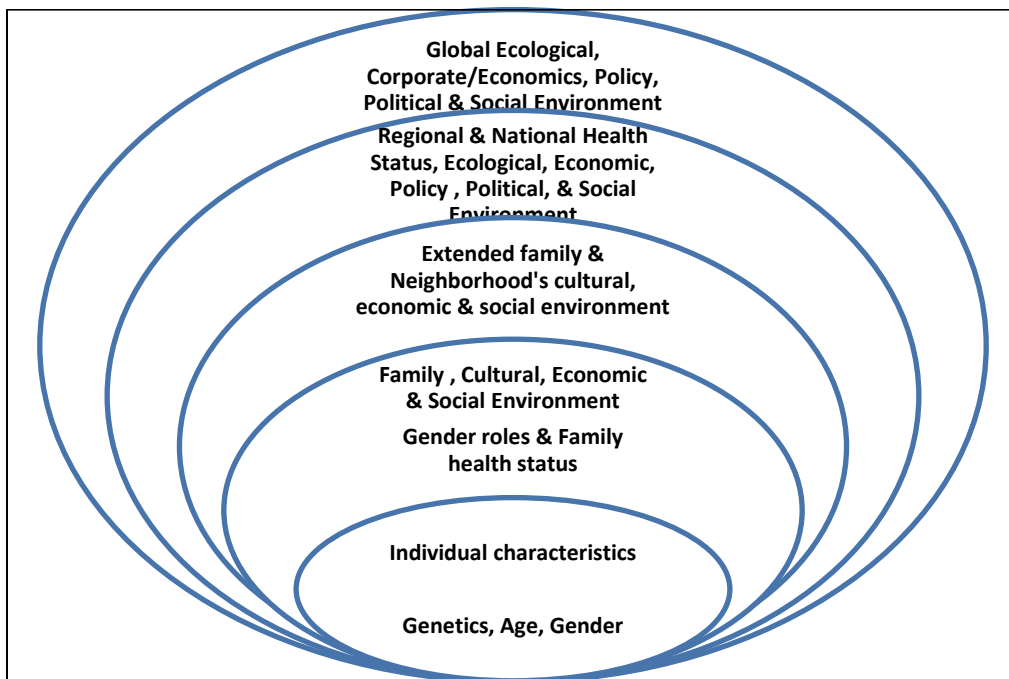 Global Ecological,
Corporate/Economics, Policy,
Political & Social Environment
Regional & National Health
Status, Ecological, Economic,
Policy , Political, & Social
Environment
Extended family &
Neighborhood's cultural,
economic & social environment
Family , Cultural, Economic
& Social Environment
Gender roles & Family
health status
Individual characteristics
Genetics, Age, Gender